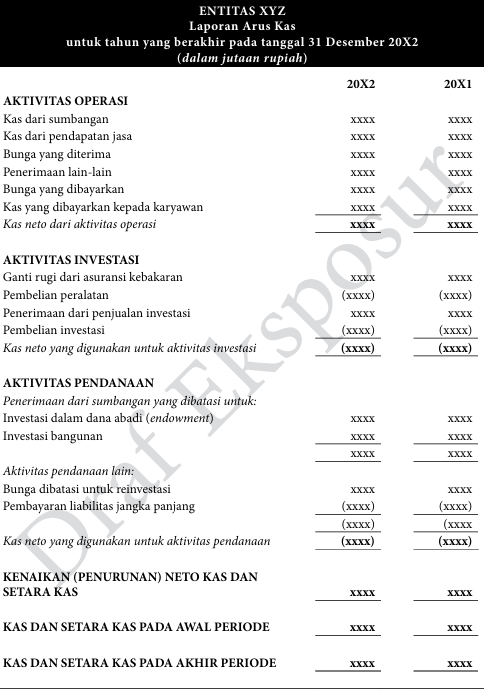 ENTITAS XYZ
Laporan Arus Kas
untuk tahun yang berakhir pada tanggal 31 Desember 20X2
(dalam jutaan rupiah)
20X2 20X1
AKTIVITAS OPERASI
Kas dari sumbangan xxxx xxxx
Kas dari pendapatan jasa xxxx xxxx
Bunga yang diterima xxxx xxxx
Penerimaan lain-lain xxxx xxxx
Bunga yang dibayarkan xxxx xxxx
Kas yang dibayarkan kepada karyawan xxxx xxxx
Kas neto dari aktivitas operasi xxxx xxxx
AKTIVITAS INVESTASI
Ganti rugi dari asuransi kebakaran xxxx xxxx
Pembelian peralatan (xxxx) (xxxx)
Penerimaan dari penjualan investasi xxxx xxxx
Pembelian investasi (xxxx) (xxxx)
Kas neto yang digunakan untuk aktivitas investasi (xxxx) (xxxx)
AKTIVITAS PENDANAAN
Penerimaan dari sumbangan yang dibatasi untuk:
Investasi dalam dana abadi (endowment) xxxx xxxx
Investasi bangunan xxxx xxxx
xxxx xxxx
Aktivitas pendanaan lain:
Bunga dibatasi untuk reinvestasi xxxx xxxx
Pembayaran liabilitas jangka panjang (xxxx) (xxxx)
(xxxx) (xxxx
Kas neto yang digunakan untuk aktivitas pendanaan (xxxx) (xxxx)
KENAIKAN (PENURUNAN) NETO KAS DAN
SETARA KAS xxxx xxxx
KAS DAN SETARA KAS PADA AWAL PERIODE xxxx xxxx
KAS DAN SETARA KAS PADA AKHIR PERIODE xxxx xxxx
Draf Eksposur